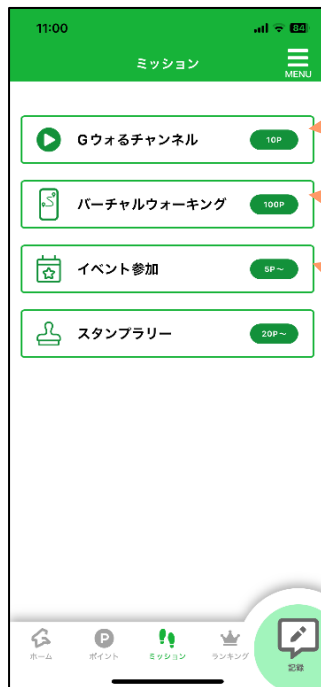 11:00
84
ミッション
MENU
Gウォるチャンネル
10P
バーチャルウォーキング
100P
イベント参加
5P～
スタンプラリー
20P～
ホーム
P
ポイント
ミッション
ランキング
記録